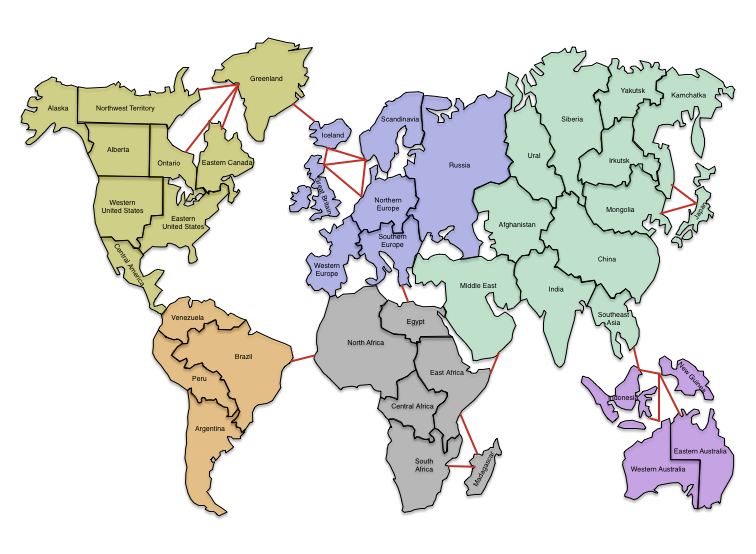 Greenland
Alaska
Northwest Territory
Alberta
Ontario
Eastern Canada
Western
United States
Eastern
United States
Central America
Venezuela
Brazil
Peru
Argentina
Iceland
Scandinavia
Great Britain
Russia
Northern
Europe
Southern
Europe
Western
Europe
North Africa
Egypt
East Africa
Central Africa
South
Africa
Madagascar
Yakutsk
Kamchatka
Siberia
Ural
Irkutsk
Mongolia
Japan
Afghanistan
China
Middle East
India
Southeast
Asia
Indonesia
New Guinea
Eastern Australia
Western Australia